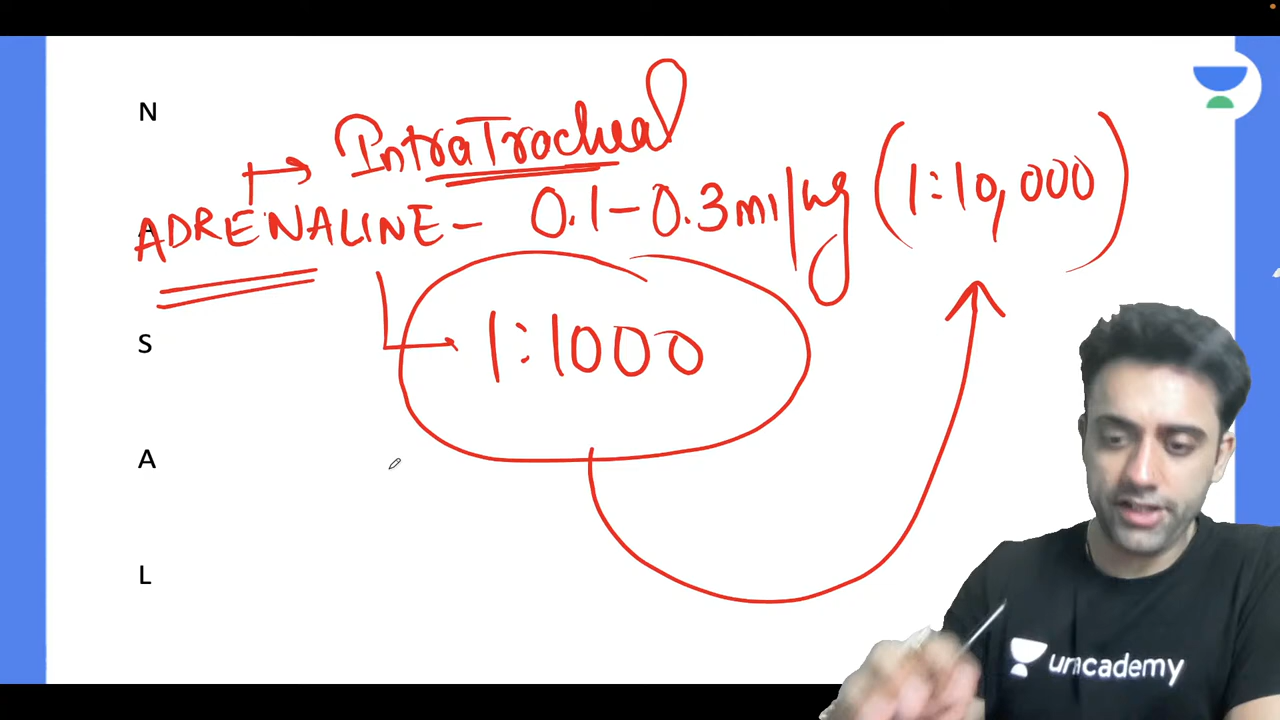 N
IntraTracheal
ADRENALINE - 0.1-0.3ml/kg (1:10,000)
1:1000
S
A
L
unacademy